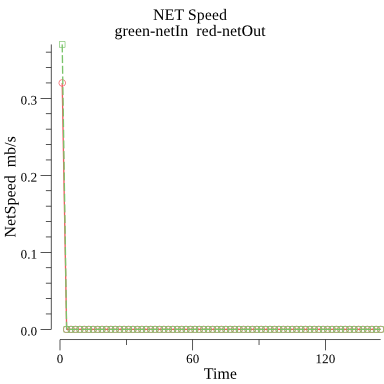 NET Speed
green-netIn red-netOut
NetSpeed mb/s
0.3
0.2
0.1
0.0
0 60 120
Time